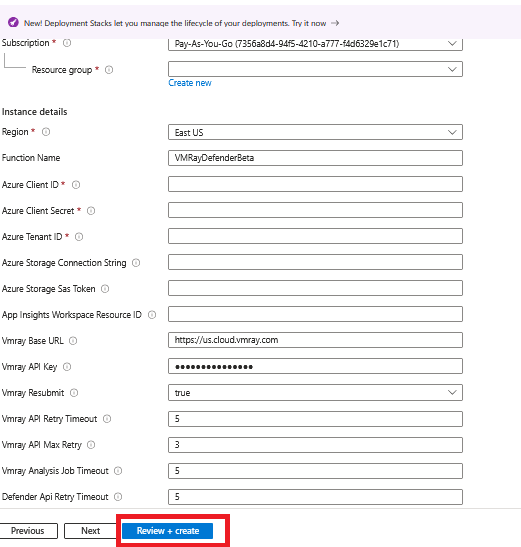 New! Deployment Stacks let you manage the lifecycle of your deployments. Try it now →
Subscription * Pay-As-You-Go (7356a8d4-94f5-4210-a777-f4d6329e1c71)
Resource group *
Create new
Instance details
Region * East US
Function Name VMRayDefenderBeta
Azure Client ID *
Azure Client Secret *
Azure Tenant ID *
Azure Storage Connection String
Azure Storage Sas Token
App Insights Workspace Resource ID
Vmray Base URL https://us.cloud.vmray.com
Vmray API Key ●●●●●●●●●●●●●●●
Vmray Resubmit true
Vmray API Retry Timeout 5
Vmray API Max Retry 3
Vmray Analysis Job Timeout 5
Defender Api Retry Timeout 5
Previous Next Review + create